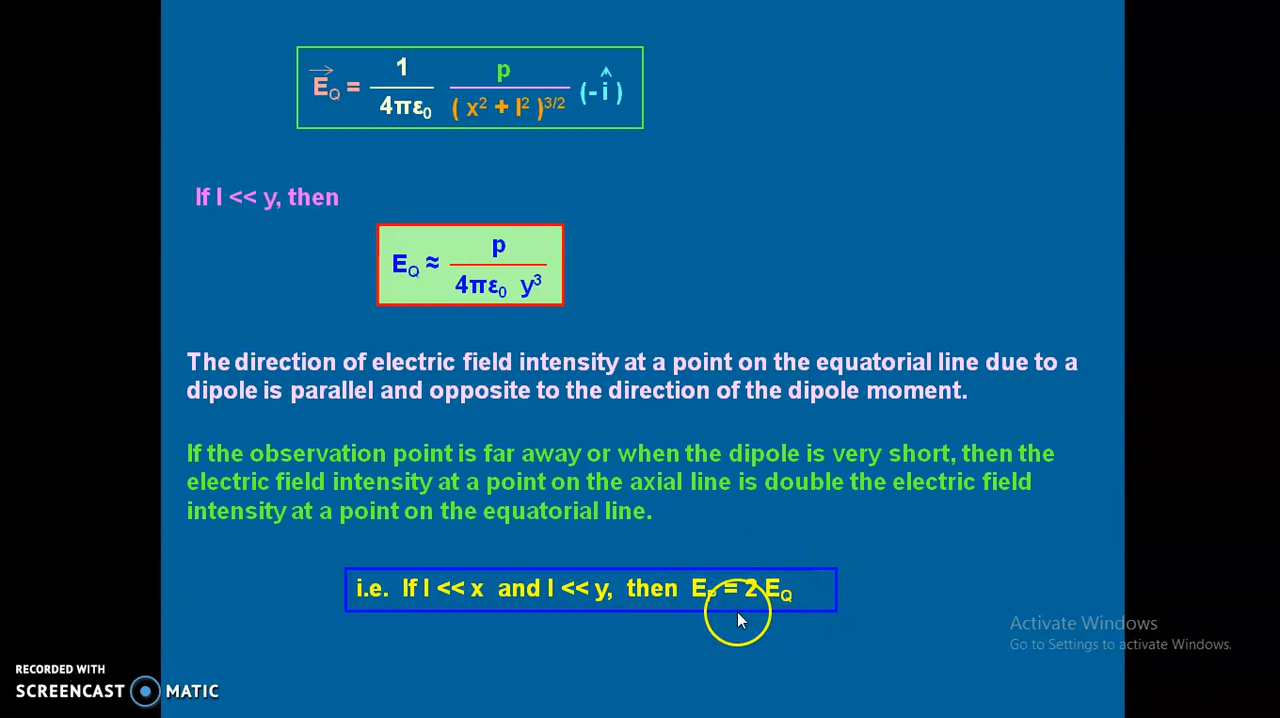 E_Q = 1 / 4πε₀ p / ( x² + l² )^3/2 (- î )
If l << y, then
E_Q ≈ p / 4πε₀ y³
The direction of electric field intensity at a point on the equatorial line due to a
dipole is parallel and opposite to the direction of the dipole moment.
If the observation point is far away or when the dipole is very short, then the
electric field intensity at a point on the axial line is double the electric field
intensity at a point on the equatorial line.
i.e. If l << x and l << y, then E_P = 2 E_Q
Activate Windows
Go to Settings to activate Windows.
RECORDED WITH
SCREENCAST MATIC